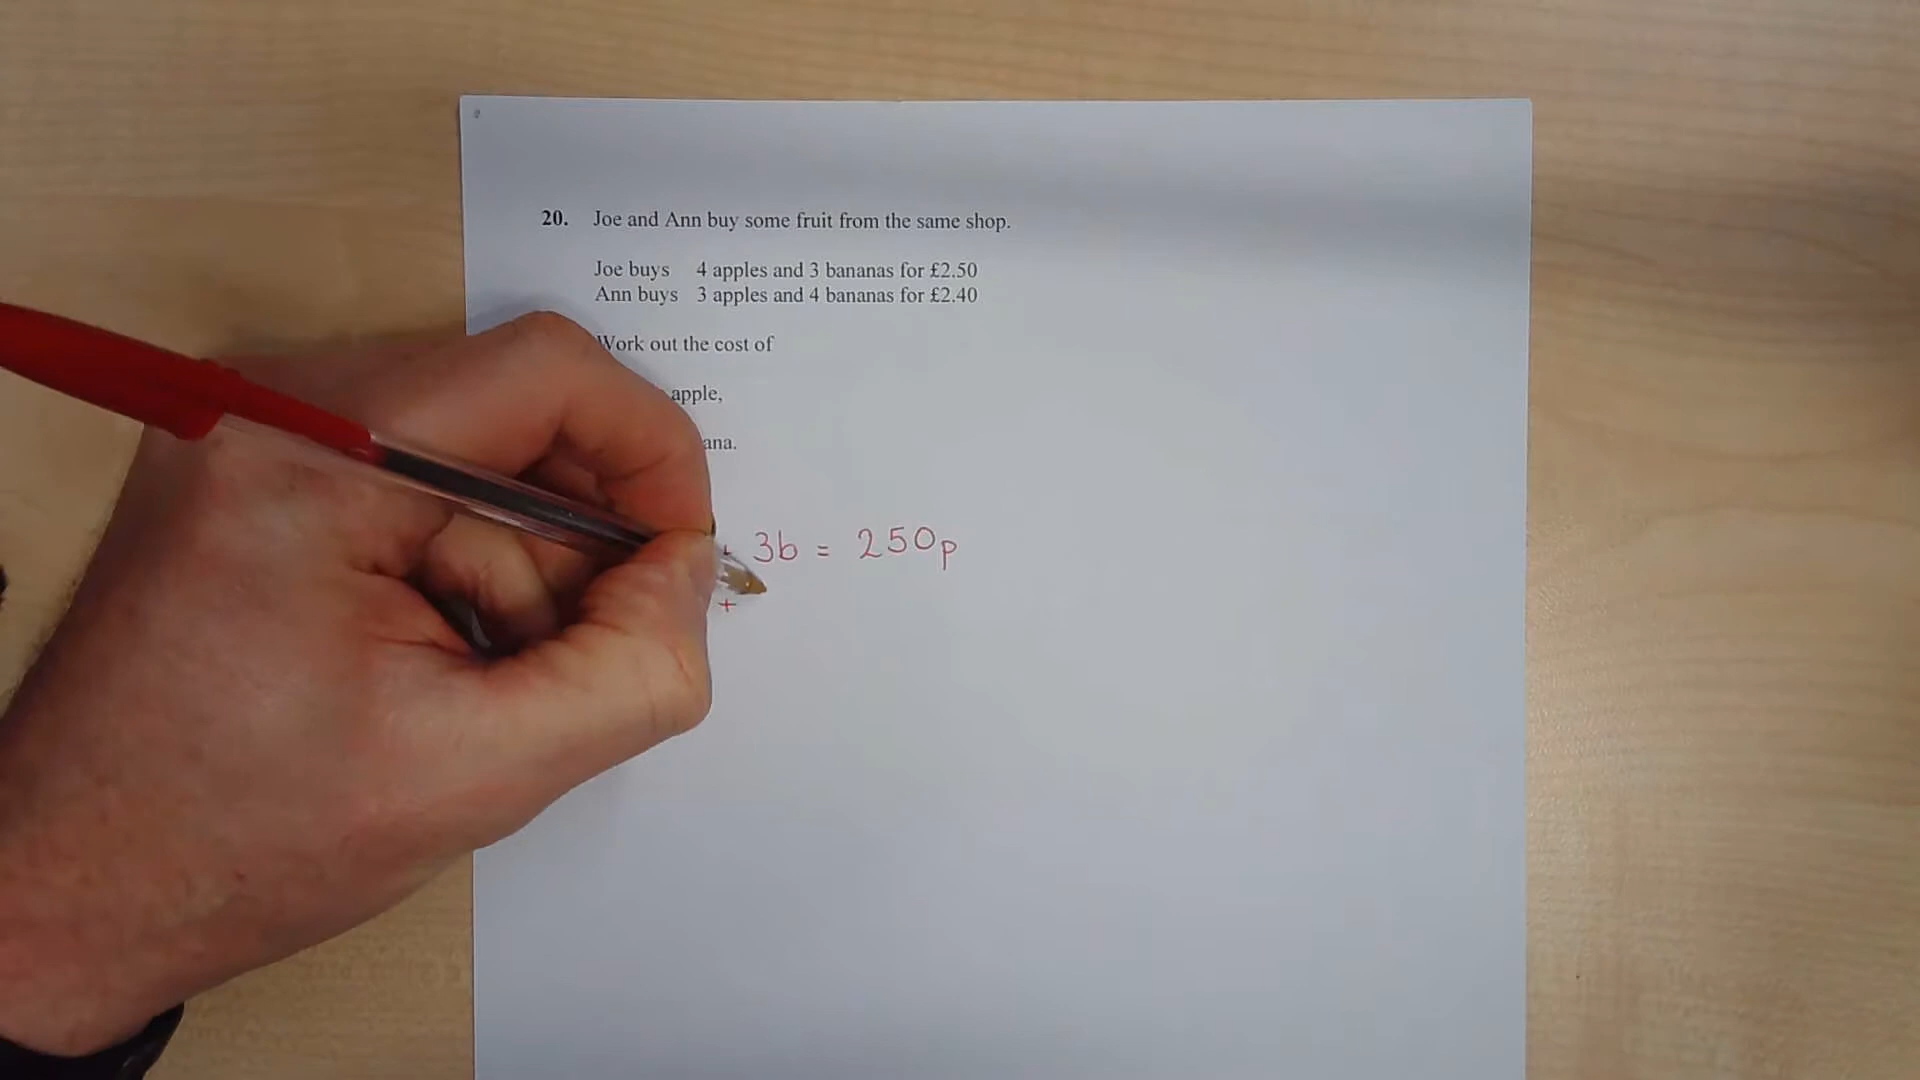 20. Joe and Ann buy some fruit from the same shop.
Joe buys 4 apples and 3 bananas for £2.50
Ann buys 3 apples and 4 bananas for £2.40
Work out the cost of
apple,
ana.
+ 3b = 250p
+